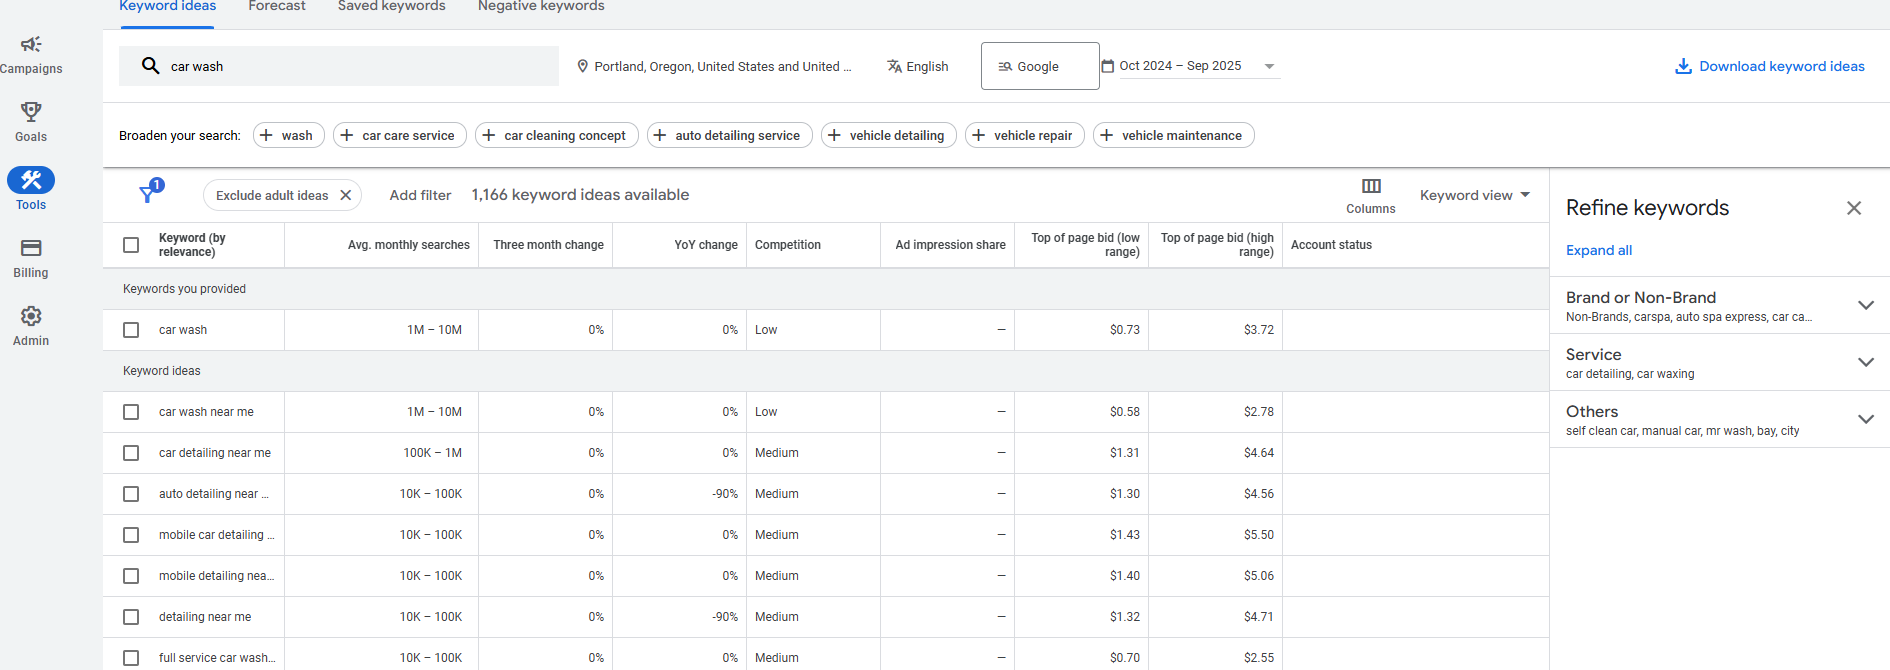 Keyword ideas Forecast Saved keywords Negative keywords
Campaigns
Goals
Tools
Billing
Admin
car wash Portland, Oregon, United States and United ... English Google Oct 2024 – Sep 2025 Download keyword ideas
Broaden your search: wash car care service car cleaning concept auto detailing service vehicle detailing vehicle repair vehicle maintenance
1 Exclude adult ideas Add filter 1,166 keyword ideas available Columns Keyword view
Keyword (by relevance) Avg. monthly searches Three month change YoY change Competition Ad impression share Top of page bid (low range) Top of page bid (high range) Account status
Keywords you provided
car wash 1M – 10M 0% 0% Low — $0.73 $3.72
Keyword ideas
car wash near me 1M – 10M 0% 0% Low — $0.58 $2.78
car detailing near me 100K – 1M 0% 0% Medium — $1.31 $4.64
auto detailing near ... 10K – 100K 0% -90% Medium — $1.30 $4.56
mobile car detailing ... 10K – 100K 0% 0% Medium — $1.43 $5.50
mobile detailing nea... 10K – 100K 0% 0% Medium — $1.40 $5.06
detailing near me 10K – 100K 0% -90% Medium — $1.32 $4.71
full service car wash... 10K – 100K 0% 0% Medium — $0.70 $2.55
Refine keywords
Expand all
Brand or Non-Brand
Non-Brands, carspa, auto spa express, car ca...
Service
car detailing, car waxing
Others
self clean car, manual car, mr wash, bay, city